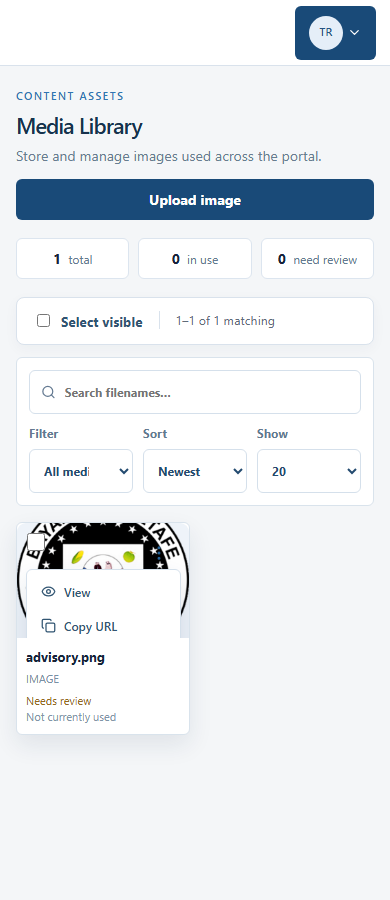 TR
CONTENT ASSETS
Media Library
Store and manage images used across the portal.
Upload image
1 total
0 in use
0 need review
Select visible
1–1 of 1 matching
Search filenames...
Filter
Sort
Show
All medi
Newest
20
View
Copy URL
advisory.png
IMAGE
Needs review
Not currently used